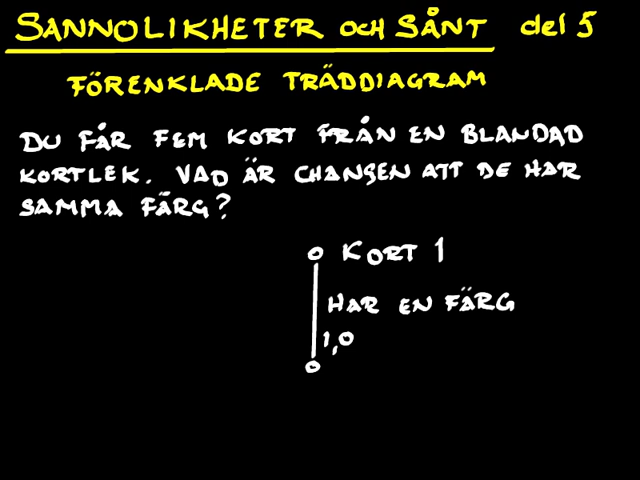 SANNOLIKHETER OCH SÅNT del 5
FÖRENKLADE TRÄDDIAGRAM
DU FÅR FEM KORT FRÅN EN BLANDAD
KORTLEK. VAD ÄR CHANSEN ATT DE HAR
SAMMA FÄRG?
KORT 1
HAR EN FÄRG
1,0